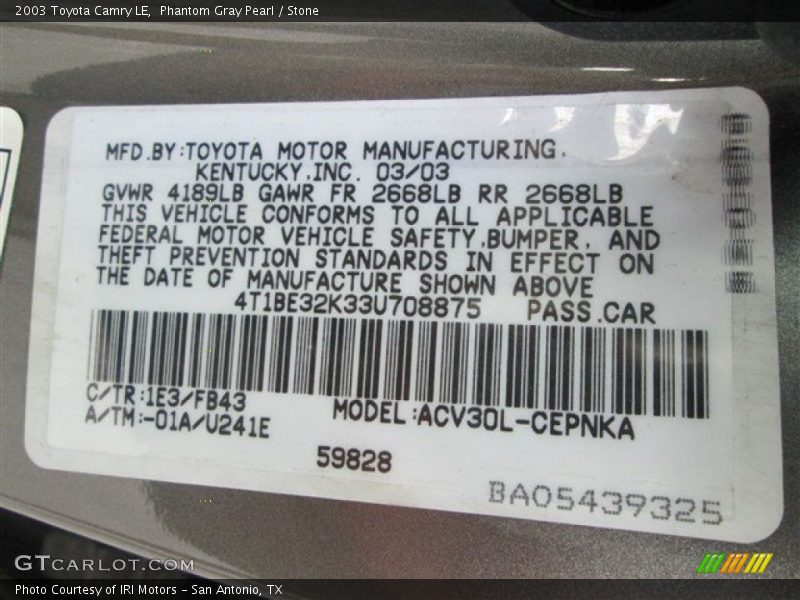 2003 Toyota Camry LE,  Phantom Gray Pearl / Stone
MFD.BY:TOYOTA MOTOR MANUFACTURING,
KENTUCKY,INC. 03/03
GVWR 4189LB GAWR FR 2668LB RR 2668LB
THIS VEHICLE CONFORMS TO ALL APPLICABLE
FEDERAL MOTOR VEHICLE SAFETY,BUMPER, AND
THEFT PREVENTION STANDARDS IN EFFECT ON
THE DATE OF MANUFACTURE SHOWN ABOVE
4T1BE32K33U708875 PASS.CAR
C/TR:1E3/FB43
A/TM:-01A/U241E
MODEL:ACV30L-CEPNKA
59828
BA05439325
GTCARLOT.COM
Photo Courtesy of IRI Motors - San Antonio, TX